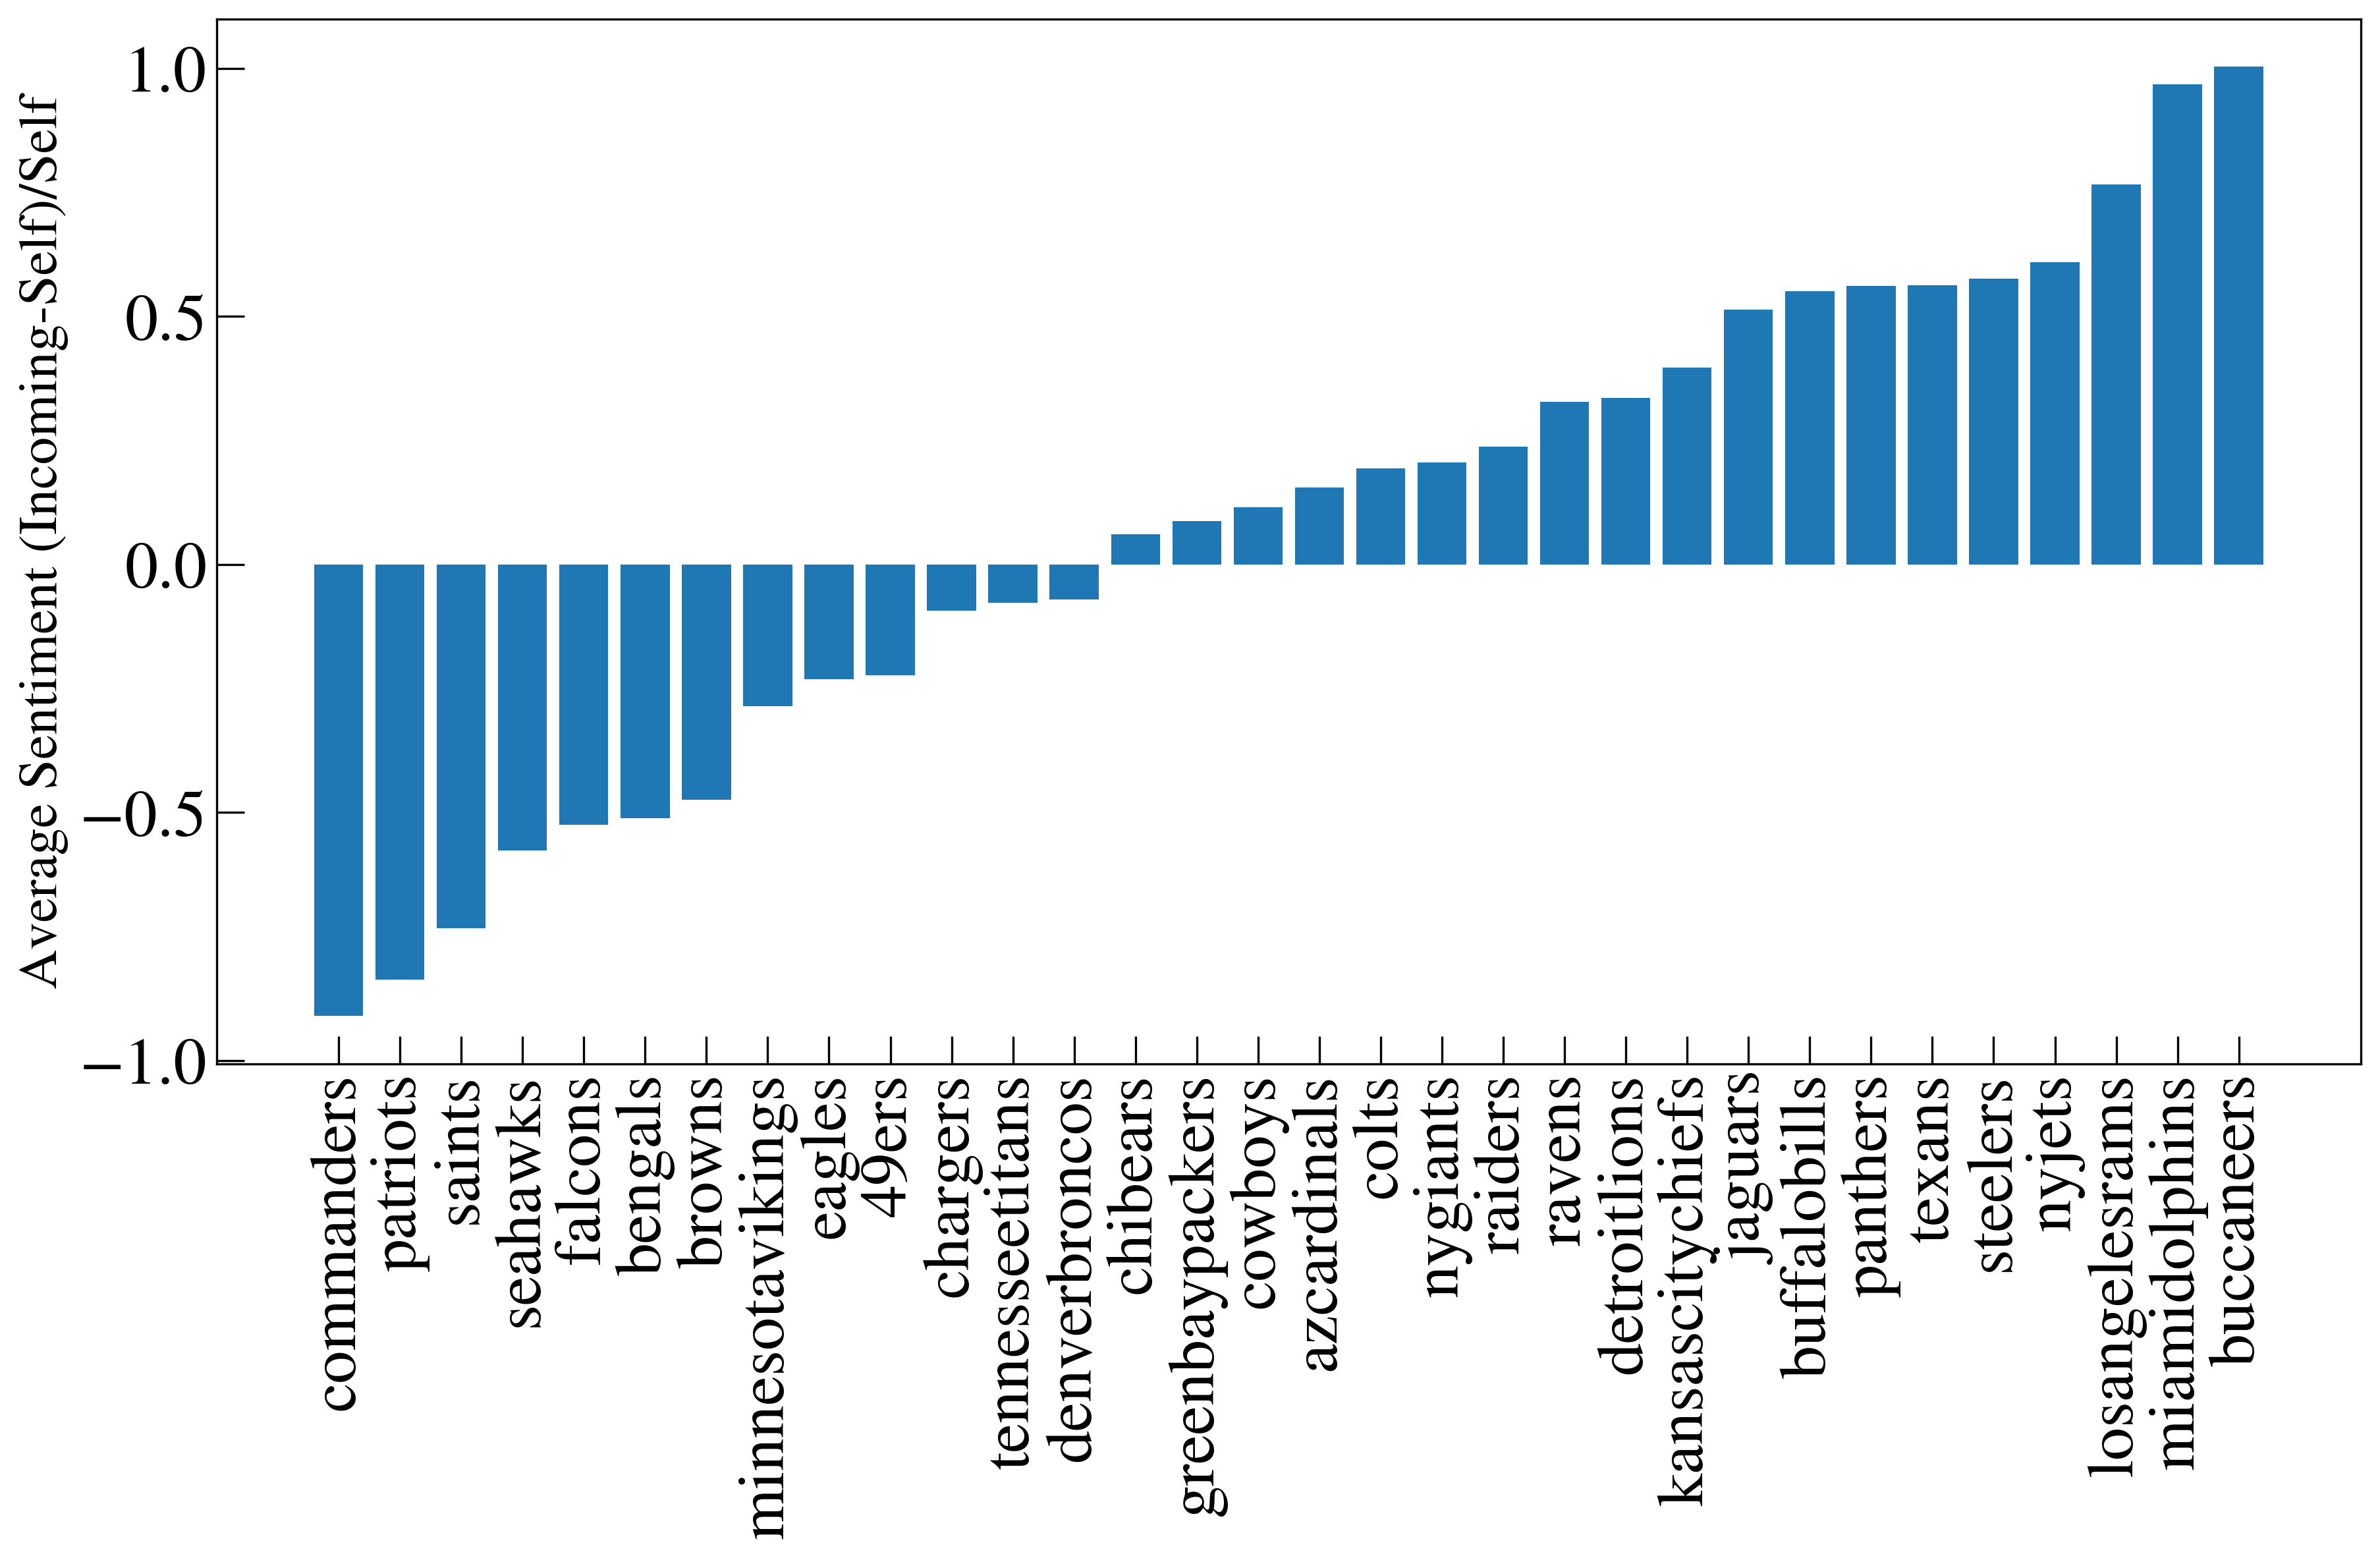 Average Sentiment (Incoming-Self)/Self
1.0
0.5
0.0
−0.5
−1.0
commanders
patriots
saints
seahawks
falcons
bengals
browns
minnesotavikings
eagles
49ers
chargers
tennesseetitans
denverbroncos
chibears
greenbaypackers
cowboys
azcardinals
colts
nygiants
raiders
ravens
detroitlions
kansascitychiefs
jaguars
buffalobills
panthers
texans
steelers
nyjets
losangelesrams
miamidolphins
buccaneers